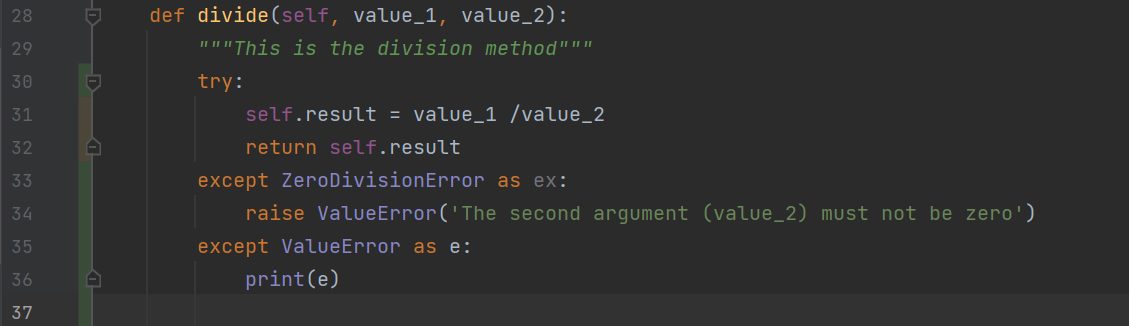 28 def divide(self, value_1, value_2):
29 """This is the division method"""
30 try:
31 self.result = value_1 /value_2
32 return self.result
33 except ZeroDivisionError as ex:
34 raise ValueError('The second argument (value_2) must not be zero')
35 except ValueError as e:
36 print(e)
37